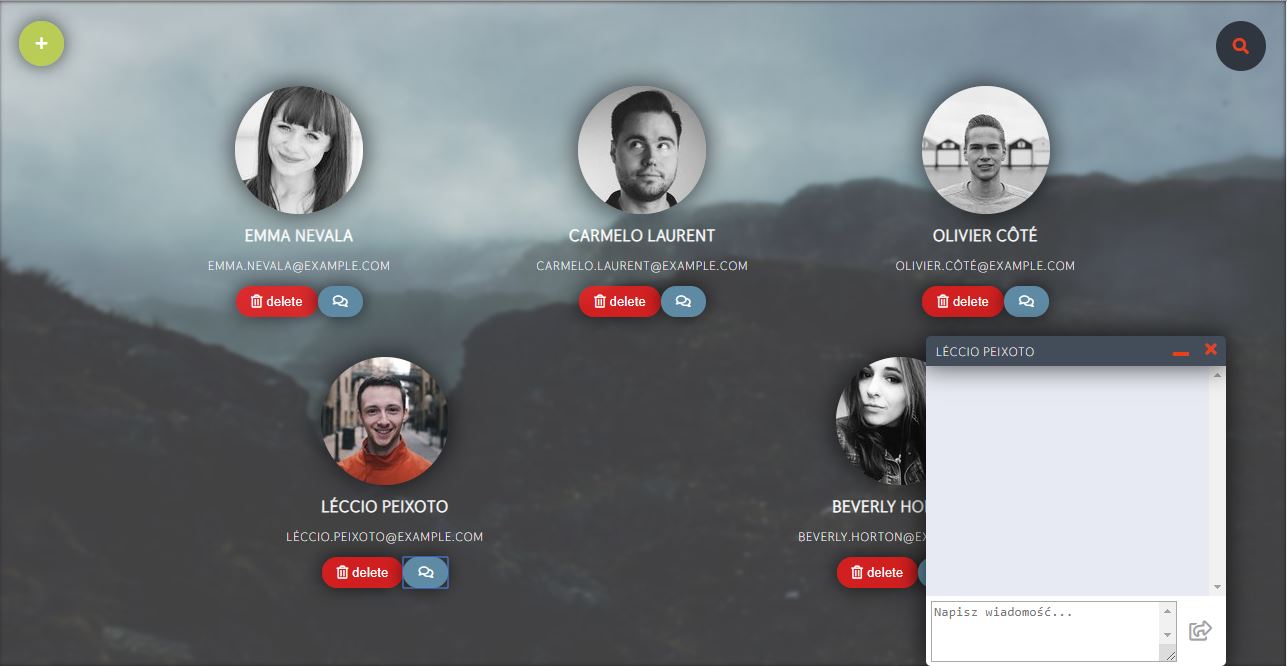 EMMA NEVALA
EMMA.NEVALA@EXAMPLE.COM
delete
CARMELO LAURENT
CARMELO.LAURENT@EXAMPLE.COM
delete
OLIVIER CÔTÉ
OLIVIER.CÔTÉ@EXAMPLE.COM
delete
LÉCCIO PEIXOTO
LÉCCIO.PEIXOTO@EXAMPLE.COM
delete
BEVERLY HO
BEVERLY.HORTON@EX
delete
LÉCCIO PEIXOTO
Napisz wiadomość...